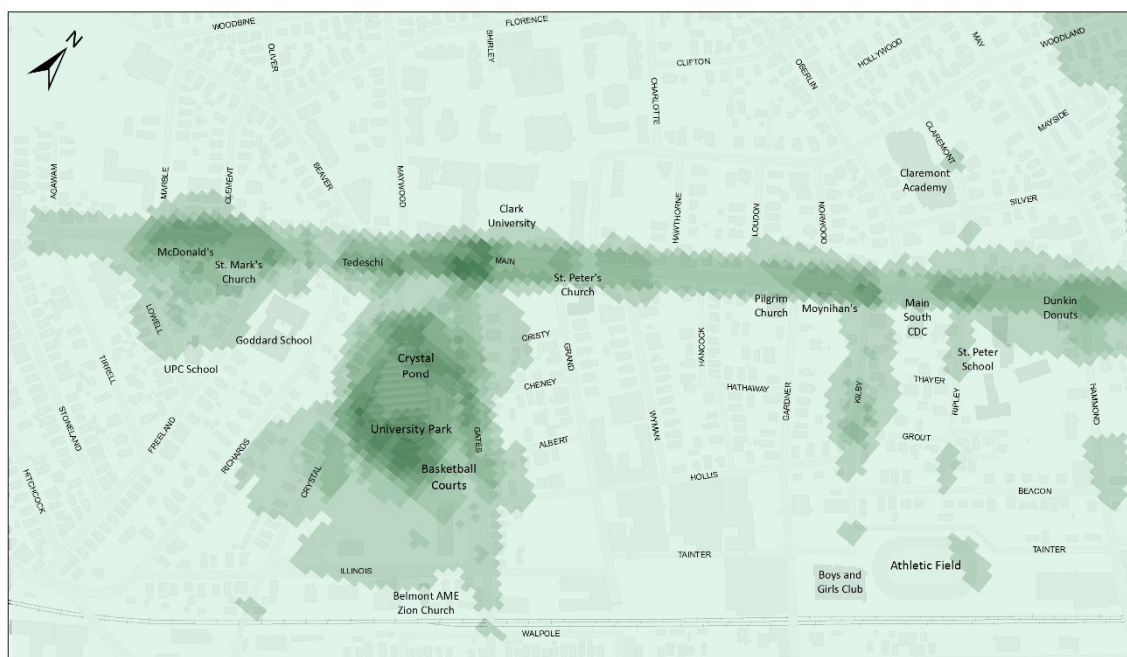 WOODBINE
FLORENCE
OLIVER
SHIRLEY
N
CLIFTON
CHARLOTTE
OBERLIN
HOLLYWOOD
MAY
WOODLAND
MAYSIDE
CLAREMONT
Claremont
Academy
AGAWAM
MARBLE
CLEMENT
BEAVER
MAYWOOD
Clark
University
HAWTHORNE
LOUDON
NORWOOD
SILVER
McDonald's
St. Mark's
Church
Tedeschi
MAIN
St. Peter's
Church
Pilgrim
Church
Moynihan's
Main
South
CDC
Dunkin
Donuts
LOWELL
Goddard School
UPC School
Crystal
Pond
CRISTY
GRAND
CHENEY
HANCOCK
HATHAWAY
GARDNER
KILBY
THAYER
St. Peter
School
RIPLEY
HAMMOND
TIRRELL
STONELAND
FREELAND
RICHARDS
HITCHCOCK
CRYSTAL
University Park
GATES
Basketball
Courts
ALBERT
WYMAN
HOLLIS
GROUT
BEACON
ILLINOIS
TAINTER
Boys and
Girls Club
Athletic Field
TAINTER
Belmont AME
Zion Church
WALPOLE